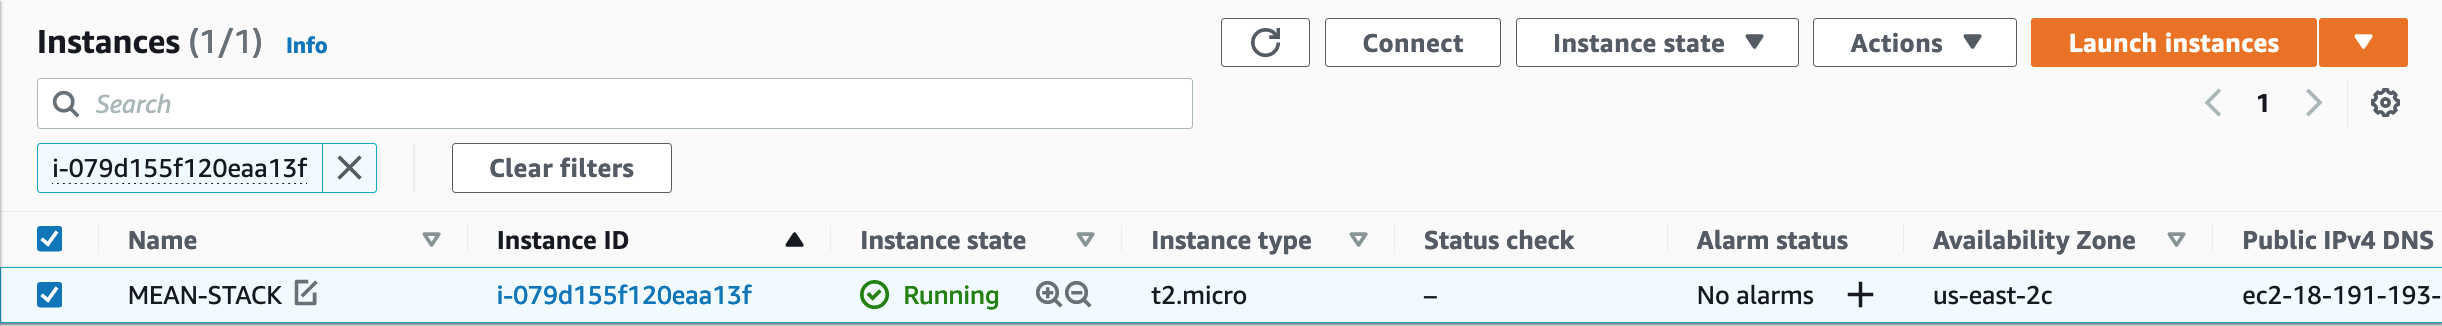 Instances (1/1) Info Connect Instance state Actions Launch instances
Search 1
i-079d155f120eaa13f Clear filters
Name Instance ID Instance state Instance type Status check Alarm status Availability Zone Public IPv4 DNS
MEAN-STACK i-079d155f120eaa13f Running t2.micro – No alarms + us-east-2c ec2-18-191-193-